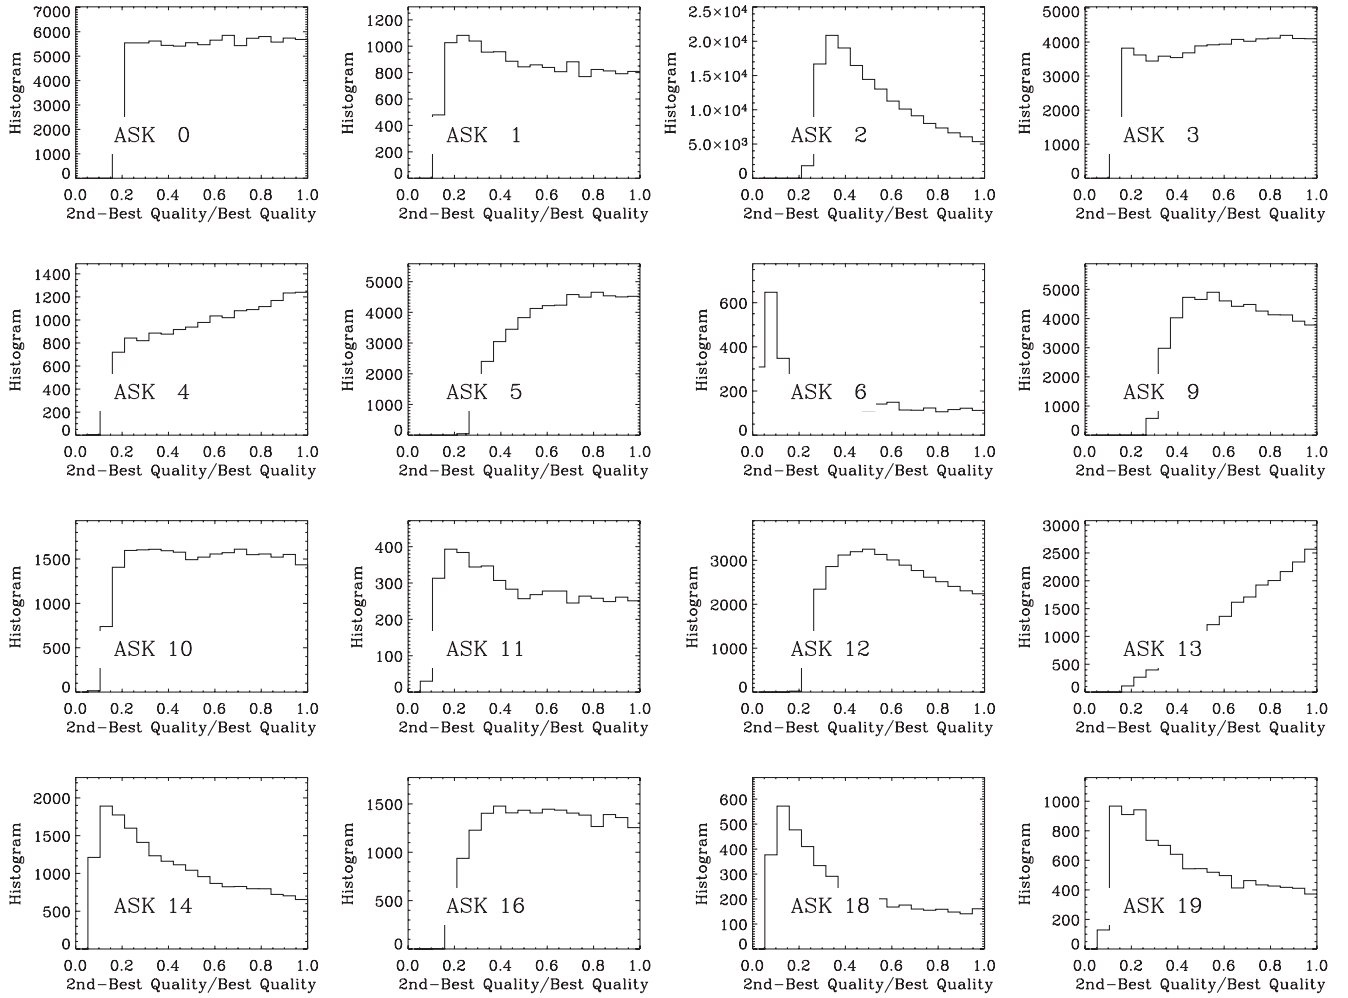 7000
6000
5000
4000
3000
2000
1000
0
Histogram
ASK 0
0.0 0.2 0.4 0.6 0.8 1.0
2nd-Best Quality/Best Quality
1200
1000
800
600
400
200
0
Histogram
ASK 1
0.0 0.2 0.4 0.6 0.8 1.0
2nd-Best Quality/Best Quality
2.5×10⁴
2.0×10⁴
1.5×10⁴
1.0×10⁴
5.0×10³
0
Histogram
ASK 2
0.0 0.2 0.4 0.6 0.8 1.0
2nd-Best Quality/Best Quality
5000
4000
3000
2000
1000
0
Histogram
ASK 3
0.0 0.2 0.4 0.6 0.8 1.0
2nd-Best Quality/Best Quality
1400
1200
1000
800
600
400
200
0
Histogram
ASK 4
0.0 0.2 0.4 0.6 0.8 1.0
2nd-Best Quality/Best Quality
5000
4000
3000
2000
1000
0
Histogram
ASK 5
0.0 0.2 0.4 0.6 0.8 1.0
2nd-Best Quality/Best Quality
600
400
200
0
Histogram
ASK 6
0.0 0.2 0.4 0.6 0.8 1.0
2nd-Best Quality/Best Quality
5000
4000
3000
2000
1000
0
Histogram
ASK 9
0.0 0.2 0.4 0.6 0.8 1.0
2nd-Best Quality/Best Quality
1500
1000
500
0
Histogram
ASK 10
0.0 0.2 0.4 0.6 0.8 1.0
2nd-Best Quality/Best Quality
400
300
200
100
0
Histogram
ASK 11
0.0 0.2 0.4 0.6 0.8 1.0
2nd-Best Quality/Best Quality
3000
2000
1000
0
Histogram
ASK 12
0.0 0.2 0.4 0.6 0.8 1.0
2nd-Best Quality/Best Quality
3000
2500
2000
1500
1000
500
0
Histogram
ASK 13
0.0 0.2 0.4 0.6 0.8 1.0
2nd-Best Quality/Best Quality
2000
1500
1000
500
0
Histogram
ASK 14
0.0 0.2 0.4 0.6 0.8 1.0
2nd-Best Quality/Best Quality
1500
1000
500
0
Histogram
ASK 16
0.0 0.2 0.4 0.6 0.8 1.0
2nd-Best Quality/Best Quality
600
500
400
300
200
100
0
Histogram
ASK 18
0.0 0.2 0.4 0.6 0.8 1.0
2nd-Best Quality/Best Quality
1000
800
600
400
200
0
Histogram
ASK 19
0.0 0.2 0.4 0.6 0.8 1.0
2nd-Best Quality/Best Quality